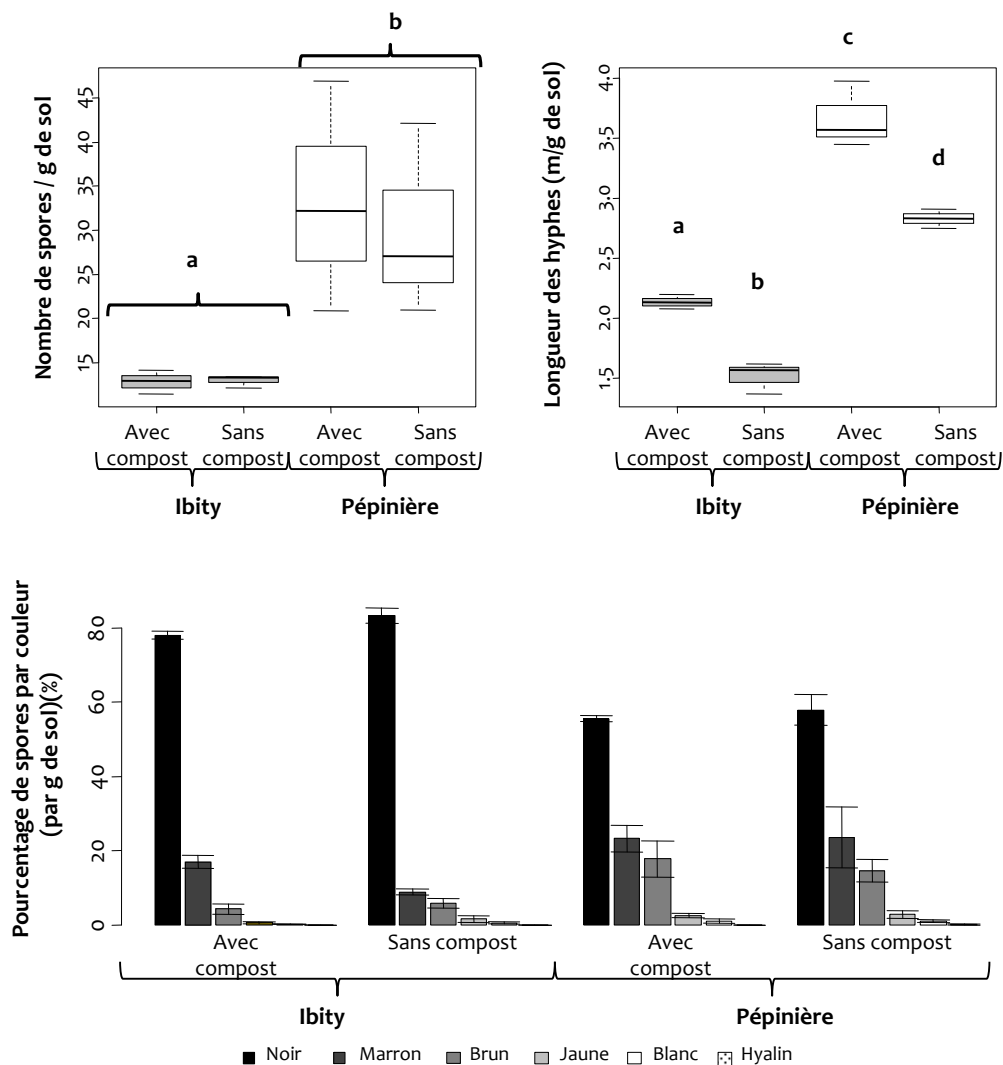 Nombre de spores / g de sol
45
40
35
30
25
20
15
a
b
Avec
compost
Sans
compost
Avec
compost
Sans
compost
Ibity
Pépinière
Longueur des hyphes (m/g de sol)
4.0
3.5
3.0
2.5
2.0
1.5
a
b
c
d
Avec
compost
Sans
compost
Avec
compost
Sans
compost
Ibity
Pépinière
Pourcentage de spores par couleur
(par g de sol)(%)
80
60
40
20
0
Avec
compost
Sans compost
Avec
compost
Sans compost
Ibity
Pépinière
Noir Marron Brun Jaune Blanc Hyalin